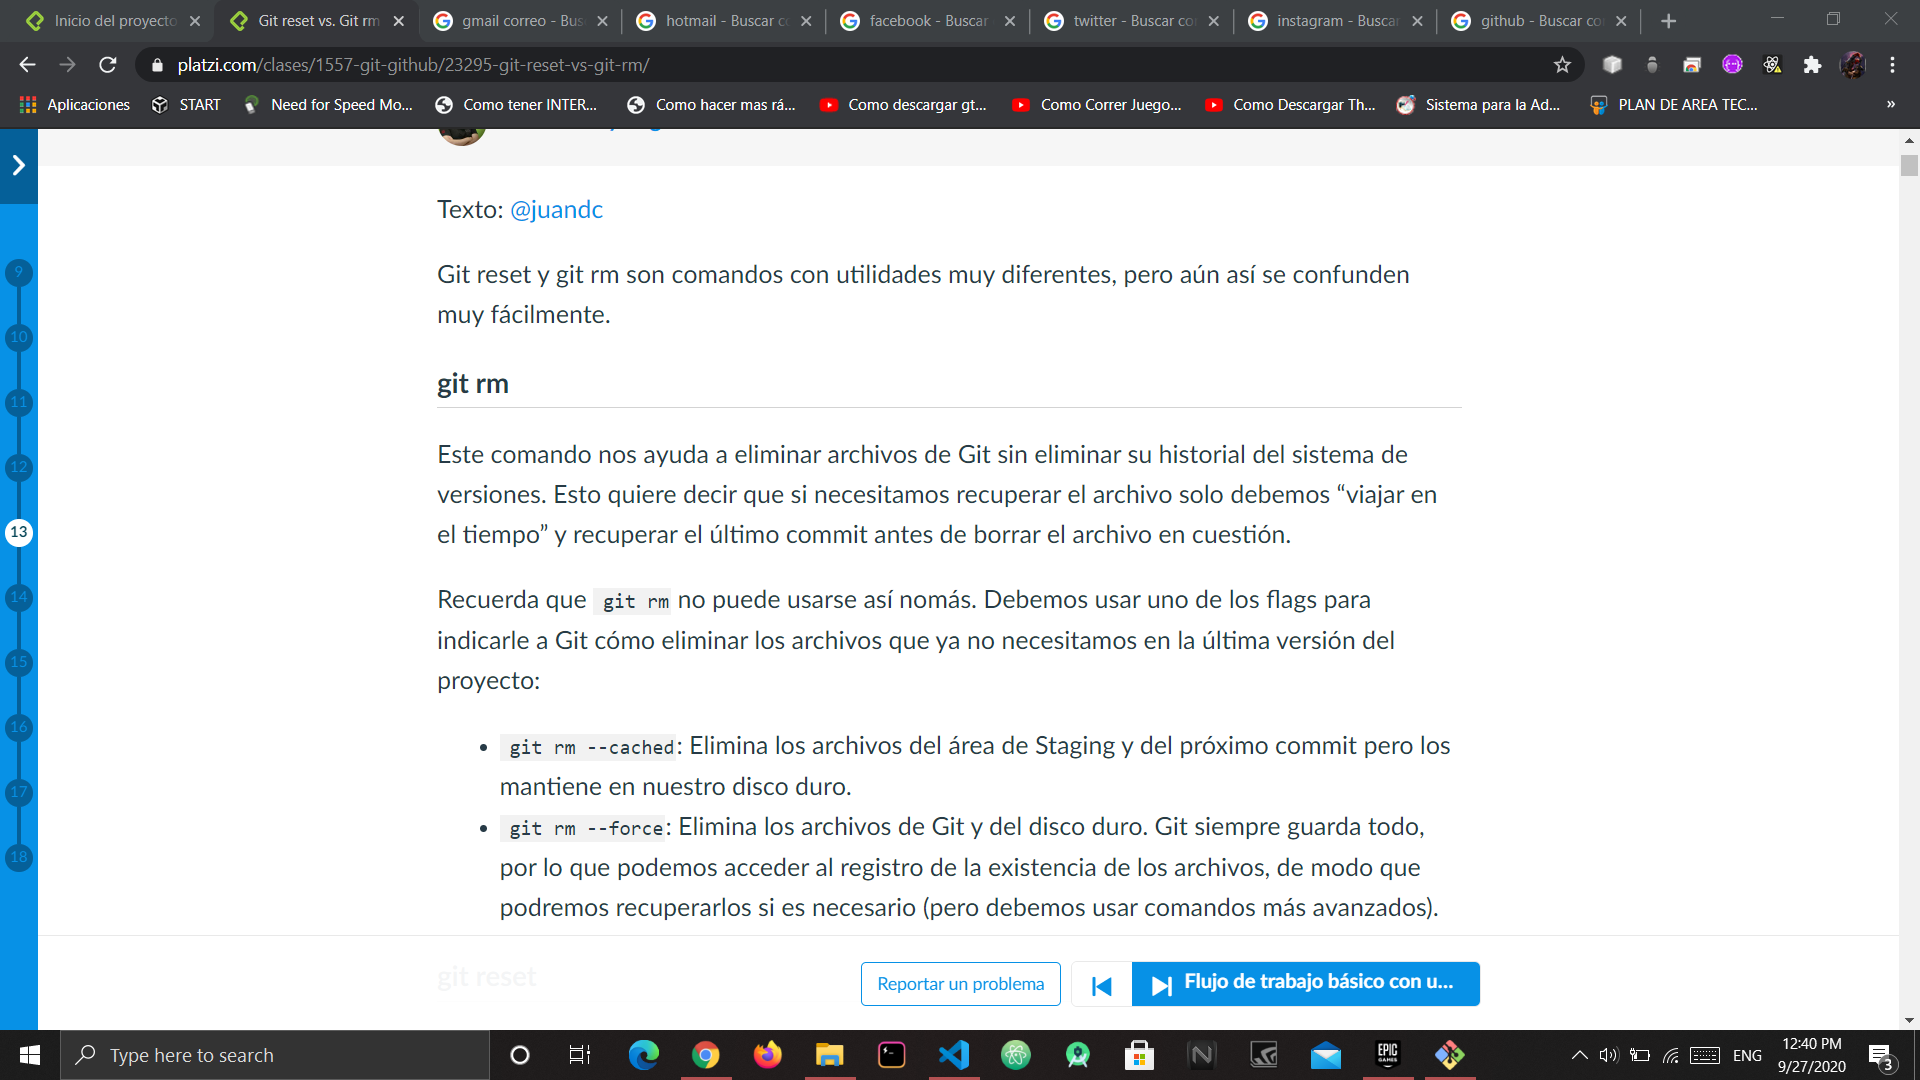 Inicio del proyecto
Git reset vs. Git rm
gmail correo - Bus
hotmail - Buscar co
facebook - Buscar
twitter - Buscar co
instagram - Buscar
github - Buscar co
platzi.com/clases/1557-git-github/23295-git-reset-vs-git-rm/
Aplicaciones
START
Need for Speed Mo...
Como tener INTER...
Como hacer mas rá...
Como descargar gt...
Como Correr Juego...
Como Descargar Th...
Sistema para la Ad...
PLAN DE AREA TEC...
»
Texto: @juandc
Git reset y git rm son comandos con utilidades muy diferentes, pero aún así se confunden
muy fácilmente.
git rm
Este comando nos ayuda a eliminar archivos de Git sin eliminar su historial del sistema de
versiones. Esto quiere decir que si necesitamos recuperar el archivo solo debemos “viajar en
el tiempo” y recuperar el último commit antes de borrar el archivo en cuestión.
Recuerda que git rm no puede usarse así nomás. Debemos usar uno de los flags para
indicarle a Git cómo eliminar los archivos que ya no necesitamos en la última versión del
proyecto:
• git rm --cached: Elimina los archivos del área de Staging y del próximo commit pero los
mantiene en nuestro disco duro.
• git rm --force: Elimina los archivos de Git y del disco duro. Git siempre guarda todo,
por lo que podemos acceder al registro de la existencia de los archivos, de modo que
podremos recuperarlos si es necesario (pero debemos usar comandos más avanzados).
git reset
9
10
11
12
13
14
15
16
17
18
Reportar un problema
Flujo de trabajo básico con u...
Type here to search
EPIC
GAMES
ENG
12:40 PM
9/27/2020
3